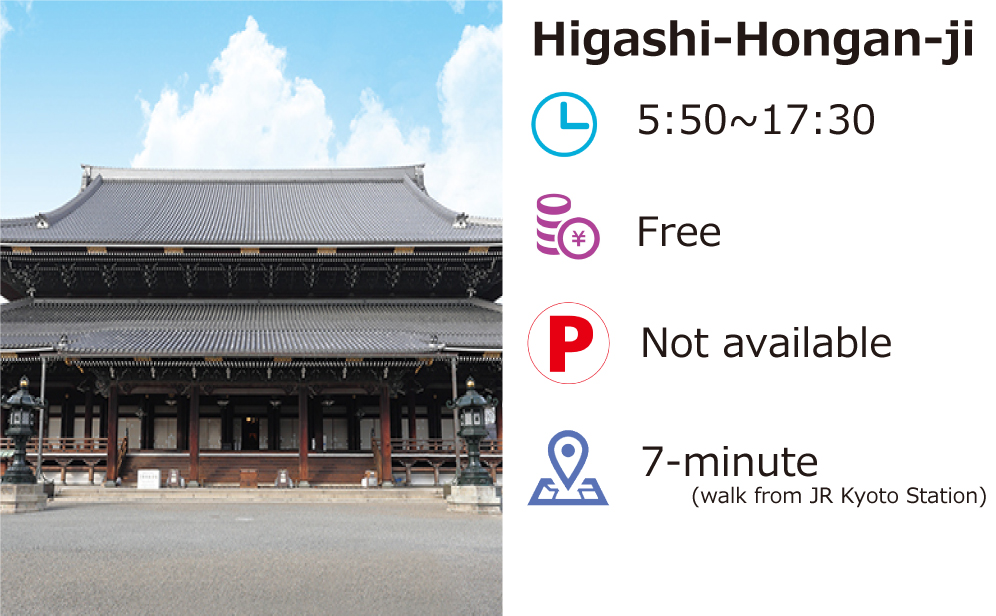 Higashi-Hongan-ji
5:50~17:30
¥
Free
P
Not available
7-minute
(walk from JR Kyoto Station)